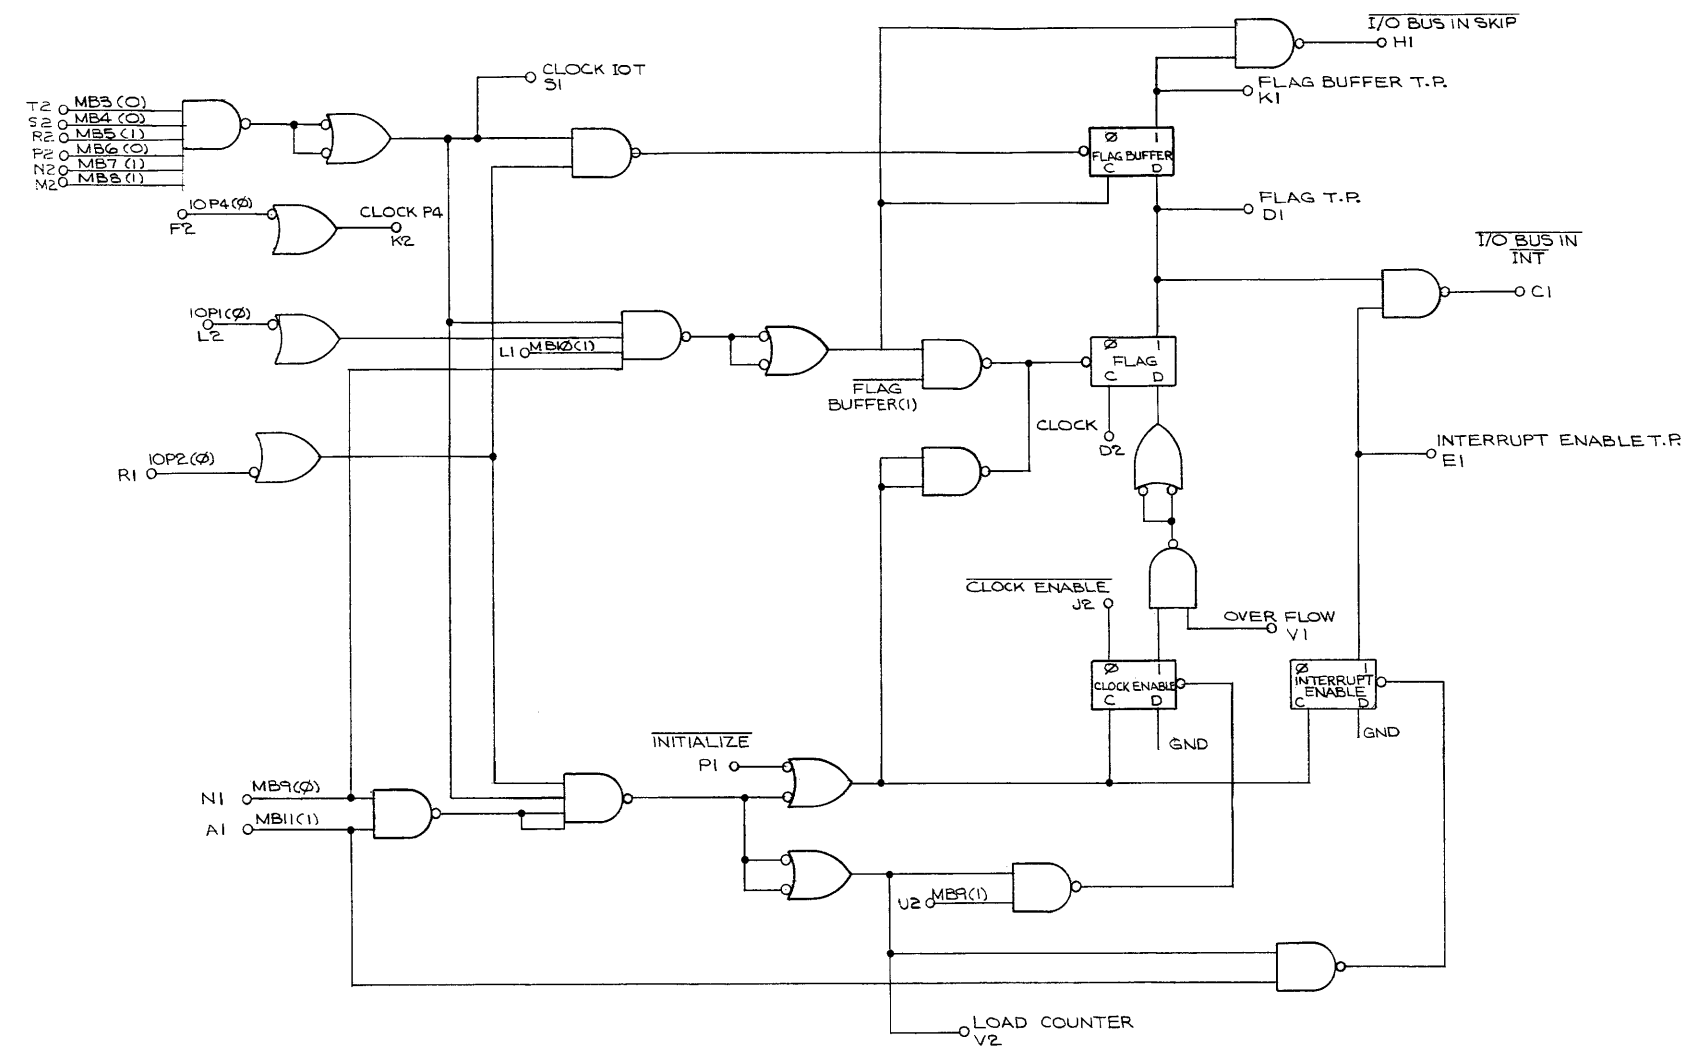 I/O BUS IN SKIP
H1
CLOCK IOT
S1
FLAG BUFFER T.P.
K1
T2 MB3(0)
S2 MB4(0)
R2 MB5(1)
P2 MB6(0)
N2 MB7(1)
M2 MB8(1)
Ø 1
FLAG BUFFER
C D
IOP4(Ø)
F2
CLOCK P4
K2
FLAG T.P.
D1
I/O BUS IN
INT
C1
IOP1(Ø)
L2
L1 MB1Ø(1)
FLAG
BUFFER(1)
Ø 1
FLAG
C D
CLOCK
D2
INTERRUPT ENABLE T.P.
E1
IOP2(Ø)
R1
CLOCK ENABLE
J2
OVER FLOW
V1
Ø 1
CLOCK ENABLE
C D
GND
Ø 1
INTERRUPT
ENABLE
C D
GND
INITIALIZE
P1
N1 MB9(Ø)
A1 MB11(1)
U2 MB9(1)
LOAD COUNTER
V2